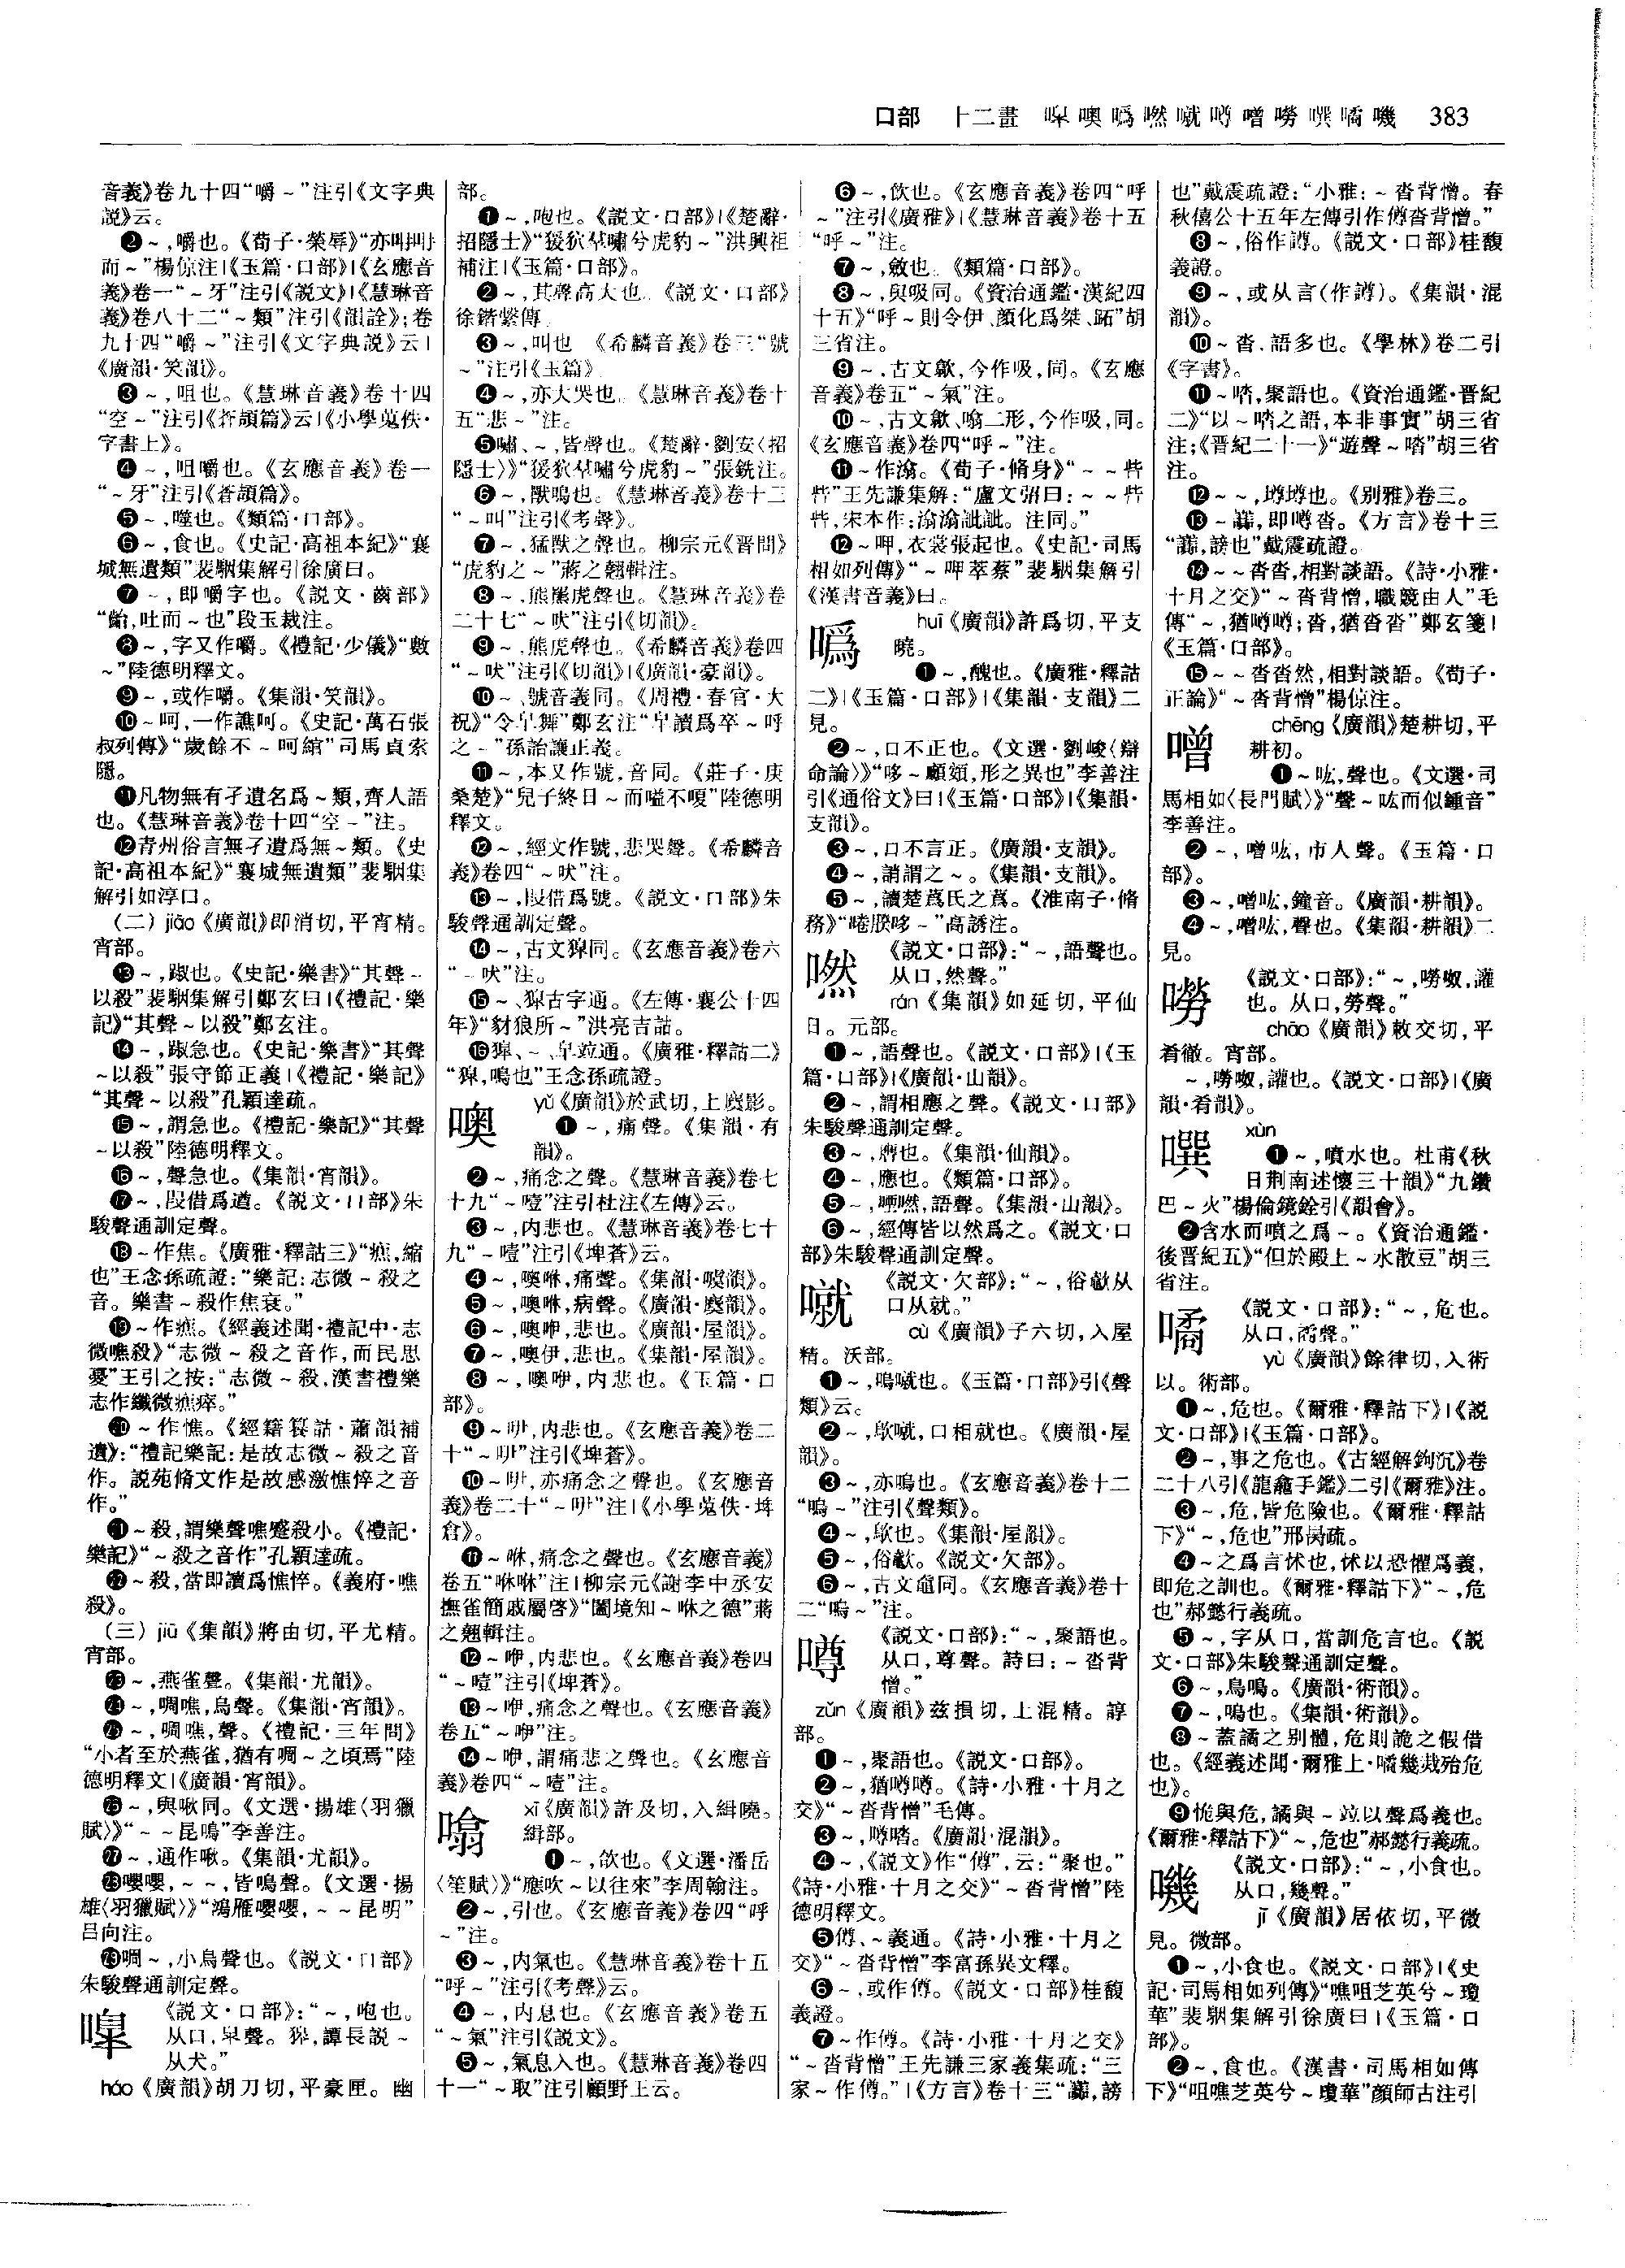 口部　十二畫　嘷噢噅嘫噈噂噌嘮噀噊嘰　383
音義》卷九十四“嚼～”注引《文字典
説》云。
❷～,嚼也。《荀子·榮辱》“亦呥呥
而～”楊倞注|《玉篇·口部》|《玄應音
義》卷一“～牙”注引《説文》|《慧琳音
義》卷八十二“～類”注引《韻詮》;卷
九十四“嚼～”注引《文字典説》云|
《廣韻·笑韻》。
❸～,咀也。《慧琳音義》卷十四
“空～”注引《蒼頡篇》云|《小學蒐佚·
字書上》。
❹～,咀嚼也。《玄應音義》卷一
“～牙”注引《蒼頡篇》。
❺～,噬也。《類篇·口部》。
❻～,食也。《史記·高祖本紀》“襄
城無遺類”裴駰集解引徐廣曰。
❼～,即嚼字也。《説文·齒部》
“齝,吐而～也”段玉裁注。
❽～,字又作嚼。《禮記·少儀》“數
～”陸德明釋文。
❾～,或作嚼。《集韻·笑韻》。
❿～呵,一作譙呵。《史記·萬石張
叔列傳》“歲餘不～呵綰”司馬貞索
隱。
⓫凡物無有孑遺名爲～類,齊人語
也。《慧琳音義》卷十四“空～”注。
⓬青州俗言無孑遺爲無～類。《史
記·高祖本紀》“襄城無遺類”裴駰集
解引如淳曰。
(二) jiāo《廣韻》即消切,平宵精。
宵部。
⓭～,踧也。《史記·樂書》“其聲～
以殺”裴駰集解引鄭玄曰|《禮記·樂
記》“其聲～以殺”鄭玄注。
⓮～,踧急也。《史記·樂書》“其聲
～以殺”張守節正義|《禮記·樂記》
“其聲～以殺”孔穎達疏。
⓯～,謂急也。《禮記·樂記》“其聲
～以殺”陸德明釋文。
⓰～,聲急也。《集韻·宵韻》。
⓱～,叚借爲遒。《説文·口部》朱
駿聲通訓定聲。
⓲～作焦。《廣雅·釋詁三》“癄,縮
也”王念孫疏證:“樂記:志微～殺之
音。樂書～殺作焦衰。”
⓳～作癄。《經義述聞·禮記中·志
微噍殺》“志微～殺之音作,而民思
憂”王引之按:“志微～殺,漢書禮樂
志作纖微癄瘁。”
⓴～作憔。《經籍籑詁·蕭韻補
遺》:“禮記樂記:是故志微～殺之音
作。説苑脩文作是故感激憔悴之音
作。”
㉑～殺,謂樂聲噍蹙殺小。《禮記·
樂記》“～殺之音作”孔穎達疏。
㉒～殺,當即讀爲憔悴。《義府·噍
殺》。
(三) jiū《集韻》將由切,平尤精。
宵部。
㉓～,燕雀聲。《集韻·尤韻》。
㉔～,啁噍,鳥聲。《集韻·宵韻》。
㉕～,啁噍,聲。《禮記·三年問》
“小者至於燕雀,猶有啁～之頃焉”陸
德明釋文|《廣韻·宵韻》。
㉖～,與啾同。《文選·揚雄〈羽獵
賦〉》“～～昆鳴”李善注。
㉗～,通作啾。《集韻·尤韻》。
㉘嚶嚶,～～,皆鳴聲。《文選·揚
雄〈羽獵賦〉》“鴻雁嚶嚶,～～昆明”
吕向注。
㉙啁～,小鳥聲也。《説文·口部》
朱駿聲通訓定聲。
嘷
《説文·口部》:“～,咆也。
从口,臯聲。獆,譚長説～
从犬。”
háo《廣韻》胡刀切,平豪匣。幽
部。
❶～,咆也。《説文·口部》|《楚辭·
招隱士》“猨狖羣嘯兮虎豹～”洪興祖
補注|《玉篇·口部》。
❷～,其聲高大也。《説文·口部》
徐鍇繫傳。
❸～,叫也　《希麟音義》卷三“號
～”注引《玉篇》
❹～,亦大哭也。《慧琳音義》卷十
五“悲～”注。
❺嘯、～,皆聲也。《楚辭·劉安〈招
隱士〉》“猨狖羣嘯兮虎豹～”張銑注。
❻～,獸鳴也。《慧琳音義》卷十二
“～叫”注引《考聲》。
❼～,猛獸之聲也。柳宗元《晋問》
“虎豹之～”蔣之翹輯注。
❽～,熊羆虎聲也。《慧琳音義》卷
二十七“～吠”注引《切韻》。
❾～,熊虎聲也。《希麟音義》卷四
“～吠”注引《切韻》|《廣韻·豪韻》。
❿～、號音義同。《周禮·春官·大
祝》“令臯舞”鄭玄注“臯讀爲卒～呼
之～”孫詒讓正義。
⓫～,本又作號,音同。《莊子·庚
桑楚》“兒子終日～而嗌不嗄”陸德明
釋文。
⓬～,經文作號,悲哭聲。《希麟音
義》卷四“～吠”注。
⓭～,叚借爲號。《説文·口部》朱
駿聲通訓定聲。
⓮～,古文獆同。《玄應音義》卷六
“～吠”注。
⓯～、獆古字通。《左傳·襄公十四
年》“豺狼所～”洪亮吉詁。
⓰獆、～、臯竝通。《廣雅·釋詁二》
“獆,鳴也”王念孫疏證。
噢
yǔ《廣韻》於武切,上麌影。
❶～,痛聲。《集韻·有
韻》。
❷～,痛念之聲。《慧琳音義》卷七
十九“～噎”注引杜注《左傳》云。
❸～,内悲也。《慧琳音義》卷七十
九“～噎”注引《埤蒼》云。
❹～,噢咻,痛聲。《集韻·噳韻》。
❺～,噢咻,病聲。《廣韻·麌韻》。
❻～,噢咿,悲也。《廣韻·屋韻》。
❼～,噢伊,悲也。《集韻·屋韻》。
❽～,噢咿,内悲也。《玉篇·口
部》。
❾～吚,内悲也。《玄應音義》卷二
十“～吚”注引《埤蒼》。
❿～吚,亦痛念之聲也。《玄應音
義》卷二十“～吚”注|《小學蒐佚·埤
倉》。
⓫～咻,痛念之聲也。《玄應音義》
卷五“咻咻”注|柳宗元《謝李中丞安
撫崔簡戚屬啓》“闔境知～咻之德”蔣
之翹輯注。
⓬～咿,内悲也。《玄應音義》卷四
“～噎”注引《埤蒼》。
⓭～咿,痛念之聲也。《玄應音義》
卷五“～咿”注。
⓮～咿,謂痛悲之聲也。《玄應音
義》卷四“～噎”注。
噏
xī《廣韻》許及切,入緝曉。
緝部。
❶～,㰦也。《文選·潘岳
〈笙賦〉》“應吹～以往來”李周翰注。
❷～,引也。《玄應音義》卷四“呼
～”注。
❸～,内氣也。《慧琳音義》卷十五
“呼～”注引《考聲》云。
❹～,内息也。《玄應音義》卷五
“～氣”注引《説文》。
❺～,氣息入也。《慧琳音義》卷四
十一“～取”注引顧野王云。
❻～,飲也。《玄應音義》卷四“呼
～”注引《廣雅》|《慧琳音義》卷十五
“呼～”注。
❼～,斂也。《類篇·口部》。
❽～,與吸同。《資治通鑑·漢紀四
十五》“呼～則令伊、顔化爲桀、跖”胡
三省注。
❾～,古文歙,今作吸,同。《玄應
音義》卷五“～氣”注。
❿～,古文歙、噏二形,今作吸,同。
《玄應音義》卷四“呼～”注。
⓫～作潝。《荀子·脩身》“～～呰
呰”王先謙集解:“盧文弨曰:～～呰
呰,宋本作:潝潝訿訿。注同。”
⓬～呷,衣裳張起也。《史記·司馬
相如列傳》“～呷萃蔡”裴駰集解引
《漢書音義》曰。
噅
huī《廣韻》許爲切,平支
曉。
❶～,醜也。《廣雅·釋詁
二》|《玉篇·口部》|《集韻·支韻》二
見。
❷～,口不正也。《文選·劉峻〈辯
命論〉》“哆～顣頞,形之異也”李善注
引《通俗文》曰|《玉篇·口部》|《集韻·
支韻》。
❸～,口不言正。《廣韻·支韻》。
❹～,譇謂之～。《集韻·支韻》。
❺～,讀楚蒍氏之蒍。《淮南子·脩
務》“啳䐡哆～”高誘注。
嘫
《説文·口部》:“～,語聲也。
从口,然聲。”
rán《集韻》如延切,平仙
日。元部。
❶～,語聲也。《説文·口部》|《玉
篇·口部》|《廣韻·山韻》。
❷～,謂相應之聲。《説文·口部》
朱駿聲通訓定聲。
❸～,譍也。《集韻·仙韻》。
❹～,應也。《類篇·口部》。
❺～,㖶嘫,語聲。《集韻·山韻》。
❻～,經傳皆以然爲之。《説文·口
部》朱駿聲通訓定聲。
噈
《説文·欠部》:“～,俗歜从
口从就。”
cù《廣韻》子六切,入屋
精。沃部。
❶～,嗚噈也。《玉篇·口部》引《聲
類》云。
❷～,歍噈,口相就也。《廣韻·屋
韻》。
❸～,亦嗚也。《玄應音義》卷十二
“嗚～”注引《聲類》。
❹～,歍也。《集韻·屋韻》。
❺～,俗歜。《説文·欠部》。
❻～,古文䶓同。《玄應音義》卷十
二“嗚～”注。
噂
《説文·口部》:“～,聚語也。
从口,尊聲。詩曰:～沓背
憎。”
zǔn《廣韻》兹損切,上混精。諄
部。
❶～,聚語也。《説文·口部》。
❷～,猶噂噂。《詩·小雅·十月之
交》“～沓背憎”毛傳。
❸～,噂㗳。《廣韻·混韻》。
❹～,《説文》作“僔”,云:“聚也。”
《詩·小雅·十月之交》“～沓背憎”陸
德明釋文。
❺僔、～義通。《詩·小雅·十月之
交》“～沓背憎”李富孫異文釋。
❻～,或作僔。《説文·口部》桂馥
義證。
❼～作僔。《詩·小雅·十月之交》
“～沓背憎”王先謙三家義集疏:“三
家～作僔。”|《方言》卷十三“讟,謗
也”戴震疏證:“小雅:～沓背憎。春
秋僖公十五年左傳引作僔沓背憎。”
❽～,俗作譐。《説文·口部》桂馥
義證。
❾～,或从言(作譐)。《集韻·混
韻》。
❿～沓,語多也。《學林》卷二引
《字書》。
⓫～㗳,聚語也。《資治通鑑·晋紀
二》“以～㗳之語,本非事實”胡三省
注;《晋紀二十一》“遊聲～㗳”胡三省
注。
⓬～～,墫墫也。《别雅》卷三。
⓭～讟,即噂沓。《方言》卷十三
“讟,謗也”戴震疏證。
⓮～～沓沓,相對談語。《詩·小雅·
十月之交》“～沓背憎,職競由人”毛
傳“～,猶噂噂;沓,猶沓沓”鄭玄箋|
《玉篇·口部》。
⓯～～沓沓然,相對談語。《荀子·
正論》“～沓背憎”楊倞注。
噌
chēng《廣韻》楚耕切,平
耕初。
❶～吰,聲也。《文選·司
馬相如〈長門賦〉》“聲～吰而似鍾音”
李善注。
❷～,噌吰,市人聲。《玉篇·口
部》。
❸～,噌吰,鐘音。《廣韻·耕韻》。
❹～,噌吰,聲也。《集韻·耕韻》二
見。
嘮
《説文·口部》:“～,嘮呶,讙
也。从口,勞聲。”
chāo《廣韻》敕交切,平
肴徹。宵部。
～,嘮呶,讙也。《説文·口部》|《廣
韻·肴韻》。
噀
xùn
❶～,噴水也。杜甫《秋
日荆南述懷三十韻》“九鑽
巴～火”楊倫鏡銓引《韻會》。
❷含水而噴之爲～。《資治通鑑·
後晋紀五》“但於殿上～水散豆”胡三
省注。
噊
《説文·口部》:“～,危也。
从口,矞聲。”
yù《廣韻》餘律切,入術
以。術部。
❶～,危也。《爾雅·釋詁下》|《説
文·口部》|《玉篇·口部》。
❷～,事之危也。《古經解鉤沉》卷
二十八引《龍龕手鑑》二引《爾雅》注。
❸～,危,皆危險也。《爾雅·釋詁
下》“～,危也”邢昺疏。
❹～之爲言怵也,怵以恐懼爲義,
即危之訓也。《爾雅·釋詁下》“～,危
也”郝懿行義疏。
❺～,字从口,當訓危言也。《説
文·口部》朱駿聲通訓定聲。
❻～,鳥鳴。《廣韻·術韻》。
❼～,鳴也。《集韻·術韻》。
❽～蓋譎之别體,危則詭之假借
也。《經義述聞·爾雅上·噊幾烖殆危
也》。
❾恑與危,譎與～竝以聲爲義也。
《爾雅·釋詁下》“～,危也”郝懿行義疏。
嘰
《説文·口部》:“～,小食也。
从口,幾聲。”
jī《廣韻》居依切,平微
見。微部。
❶～,小食也。《説文·口部》|《史
記·司馬相如列傳》“噍咀芝英兮～瓊
華”裴駰集解引徐廣曰|《玉篇·口
部》。
❷～,食也。《漢書·司馬相如傳
下》“咀噍芝英兮～瓊華”顔師古注引